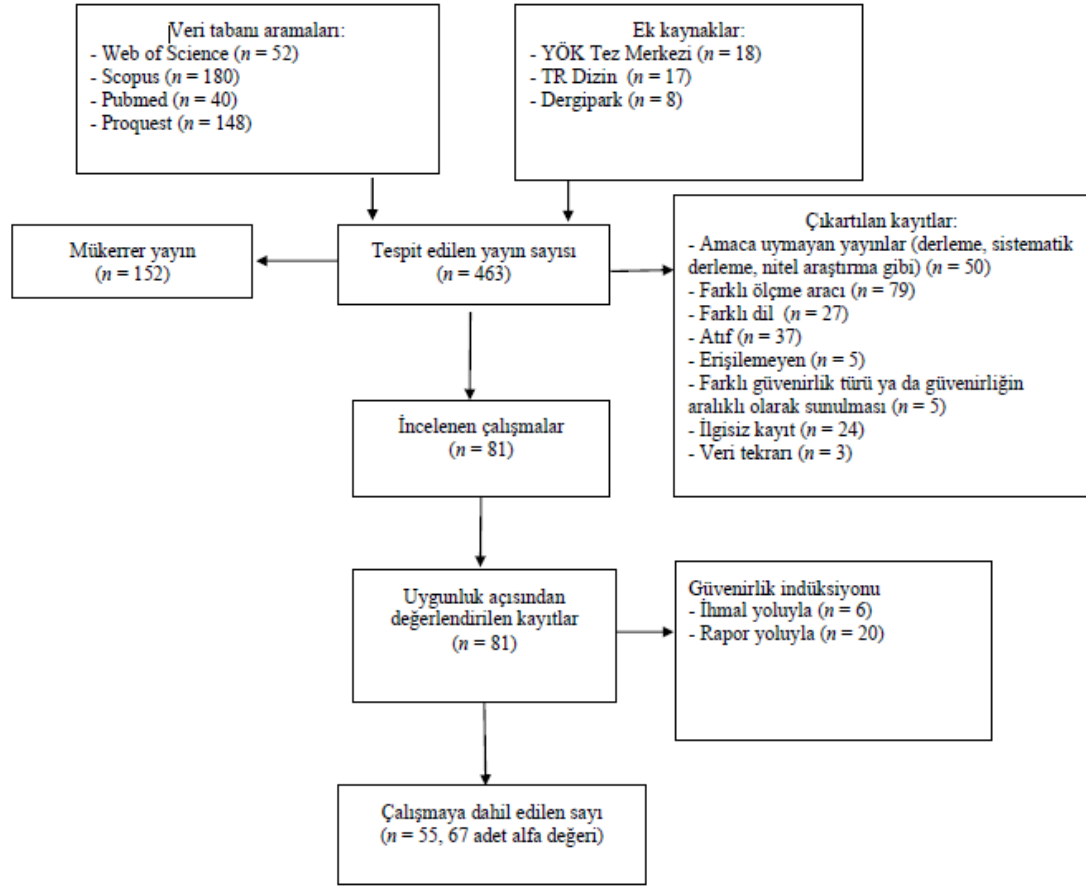 Veri tabanı aramaları:
- Web of Science (n = 52)
- Scopus (n = 180)
- Pubmed (n = 40)
- Proquest (n = 148)
Ek kaynaklar:
- YÖK Tez Merkezi (n = 18)
- TR Dizin (n = 17)
- Dergipark (n = 8)
Mükerrer yayın
(n = 152)
Tespit edilen yayın sayısı
(n = 463)
Çıkartılan kayıtlar:
- Amaca uymayan yayınlar (derleme, sistematik
derleme, nitel araştırma gibi) (n = 50)
- Farklı ölçme aracı (n = 79)
- Farklı dil (n = 27)
- Atıf (n = 37)
- Erişilemeyen (n = 5)
- Farklı güvenirlik türü ya da güvenirliğin
aralıklı olarak sunulması (n = 5)
- İlgisiz kayıt (n = 24)
- Veri tekrarı (n = 3)
İncelenen çalışmalar
(n = 81)
Uygunluk açısından
değerlendirilen kayıtlar
(n = 81)
Güvenirlik indüksiyonu
- İhmal yoluyla (n = 6)
- Rapor yoluyla (n = 20)
Çalışmaya dahil edilen sayı
(n = 55, 67 adet alfa değeri)